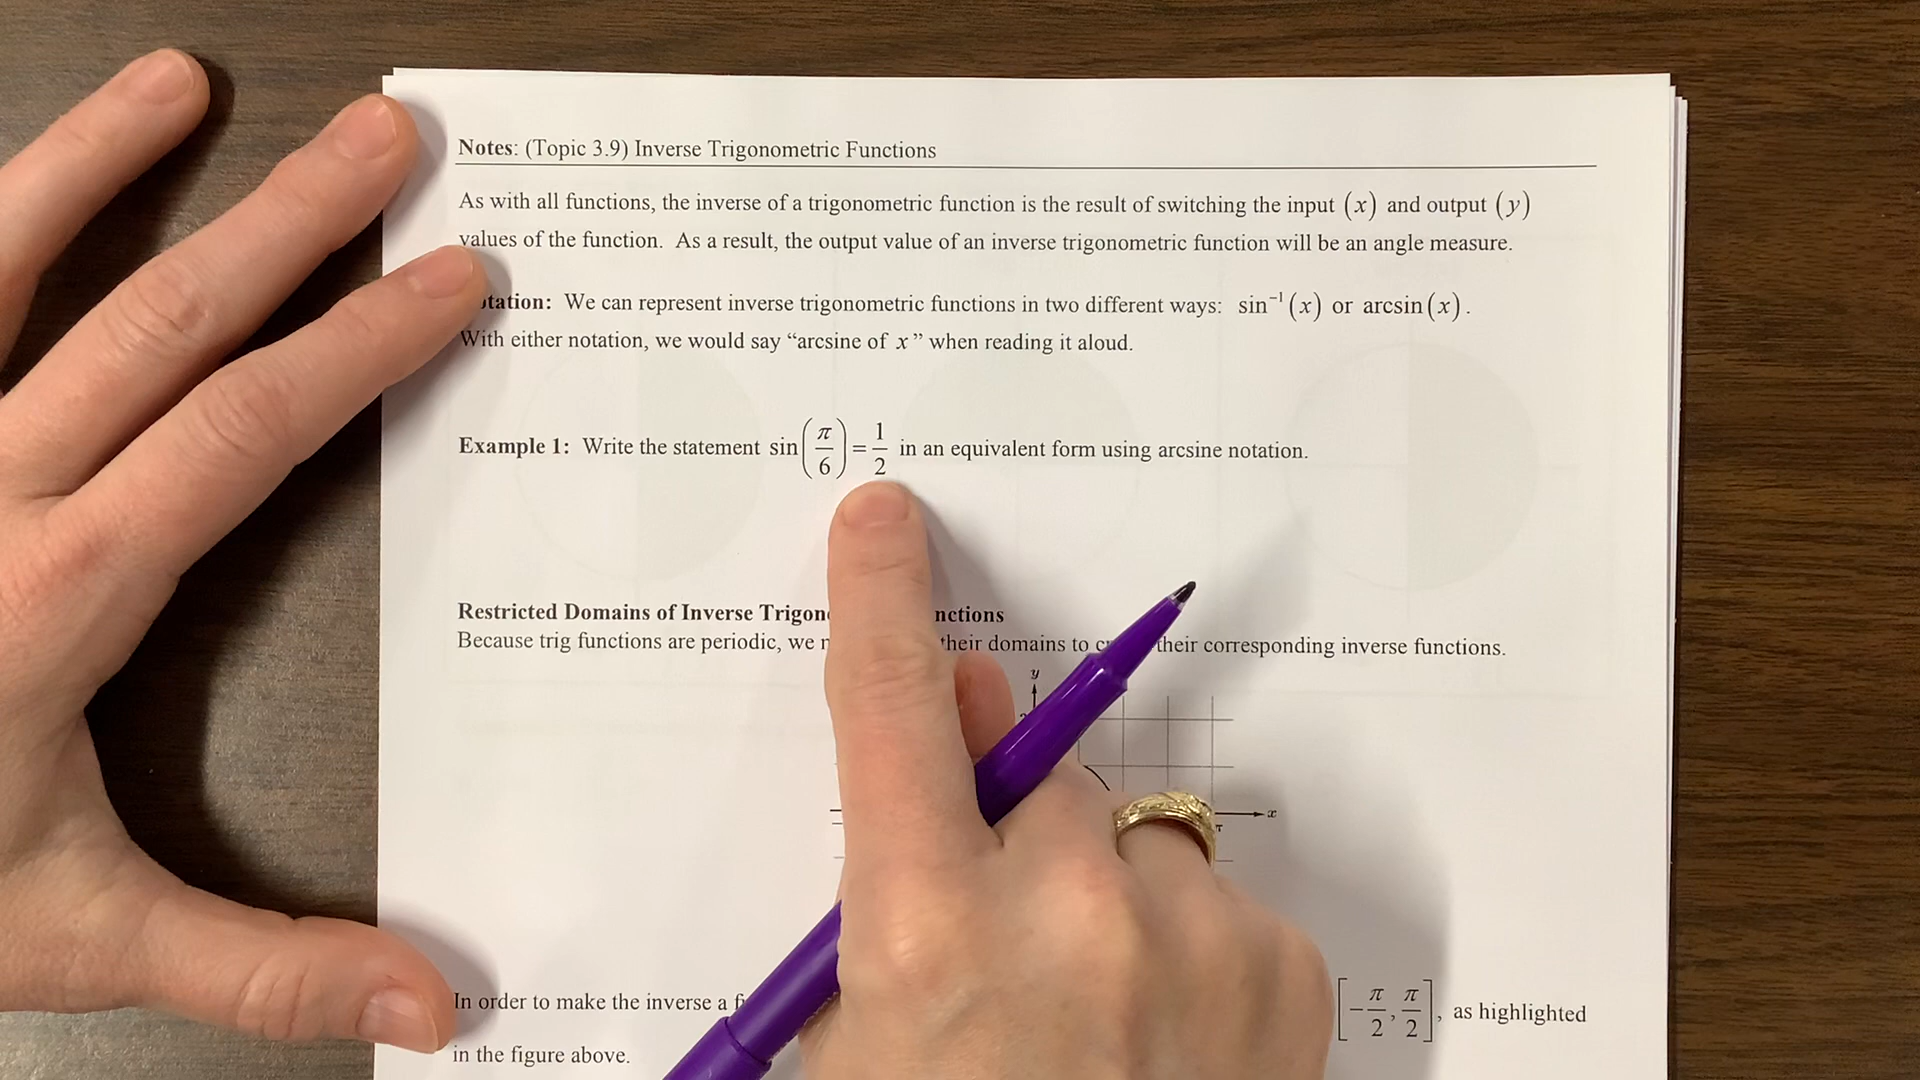 Notes: (Topic 3.9) Inverse Trigonometric Functions
As with all functions, the inverse of a trigonometric function is the result of switching the input (x) and output (y)
values of the function. As a result, the output value of an inverse trigonometric function will be an angle measure.
tation: We can represent inverse trigonometric functions in two different ways: sin⁻¹(x) or arcsin(x).
With either notation, we would say “arcsine of x” when reading it aloud.
Example 1: Write the statement sin(π/6) = 1/2 in an equivalent form using arcsine notation.
Restricted Domains of Inverse Trigon nctions
Because trig functions are periodic, we their domains to their corresponding inverse functions.
y
x
In order to make the inverse a [-π/2, π/2], as highlighted
in the figure above.